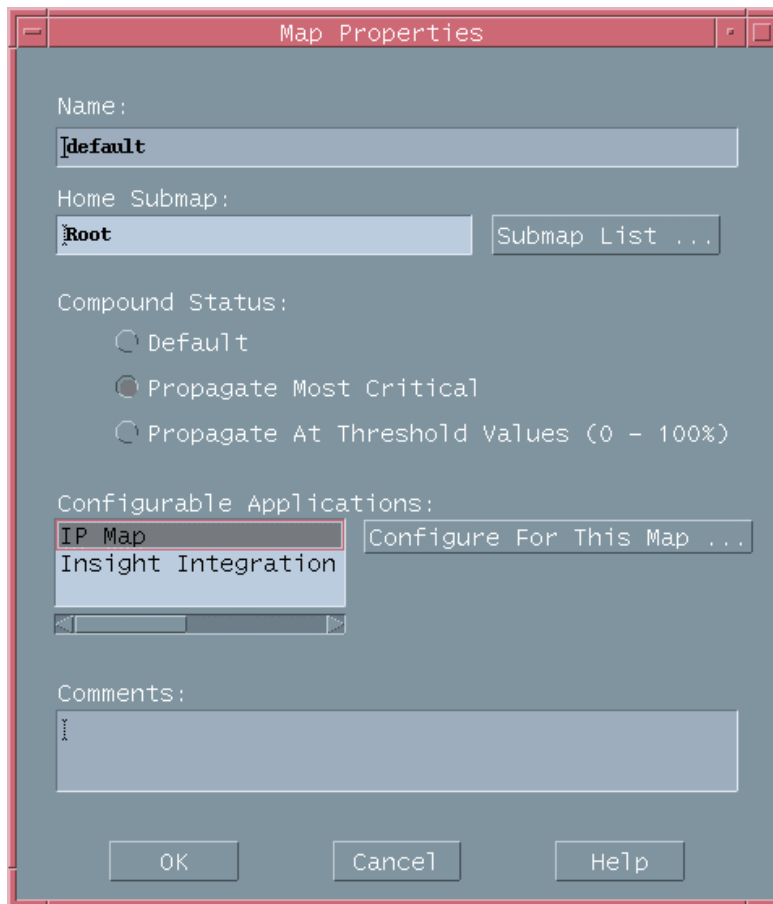 Map Properties
Name:
default
Home Submap:
Root
Submap List ...
Compound Status:
Default
Propagate Most Critical
Propagate At Threshold Values (0 - 100%)
Configurable Applications:
IP Map
Configure For This Map ...
Insight Integration
Comments:
OK Cancel Help